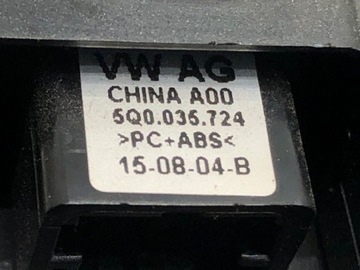 VW AG
CHINA A00
5Q0.035.724
>PC+ABS<
15-08-04-B